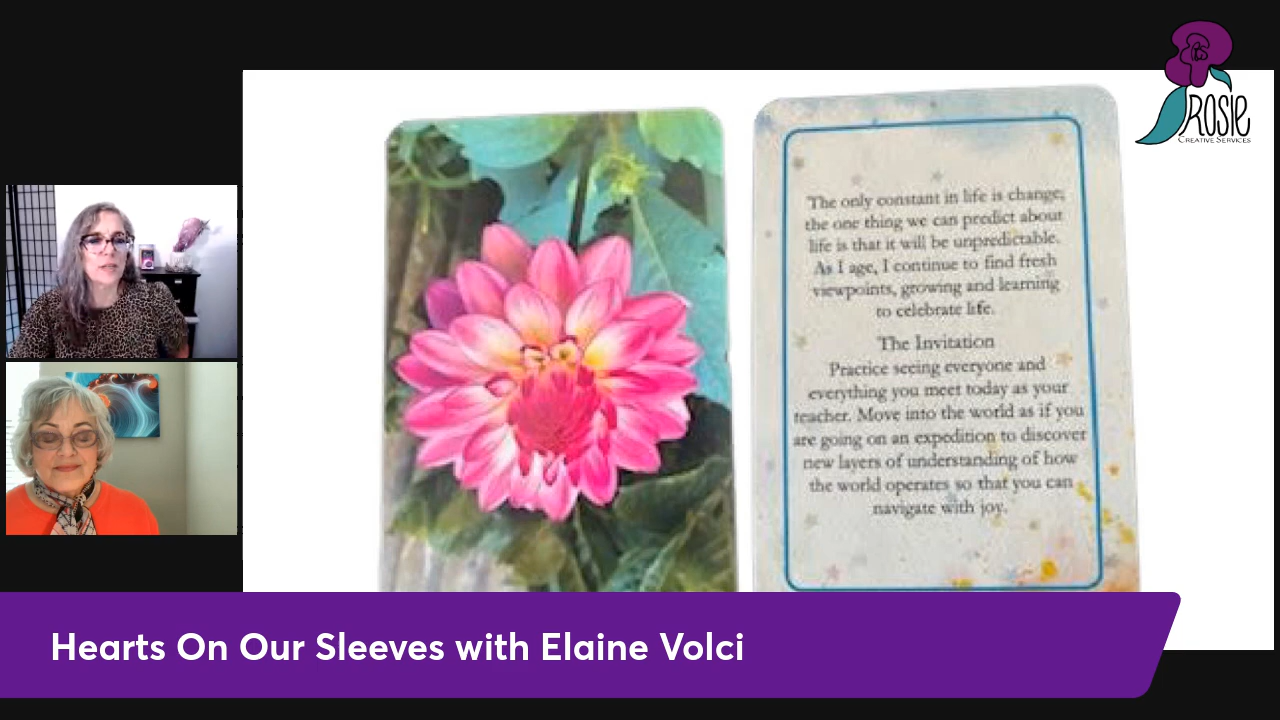 ROSIE
CREATIVE SERVICES
The only constant in life is change;
the one thing we can predict about
life is that it will be unpredictable.
As I age, I continue to find fresh
viewpoints, growing and learning
to celebrate life.
The Invitation
Practice seeing everyone and
everything you meet today as your
teacher. Move into the world as if you
are going on an expedition to discover
new layers of understanding of how
the world operates so that you can
navigate with joy.
Hearts On Our Sleeves with Elaine Volci